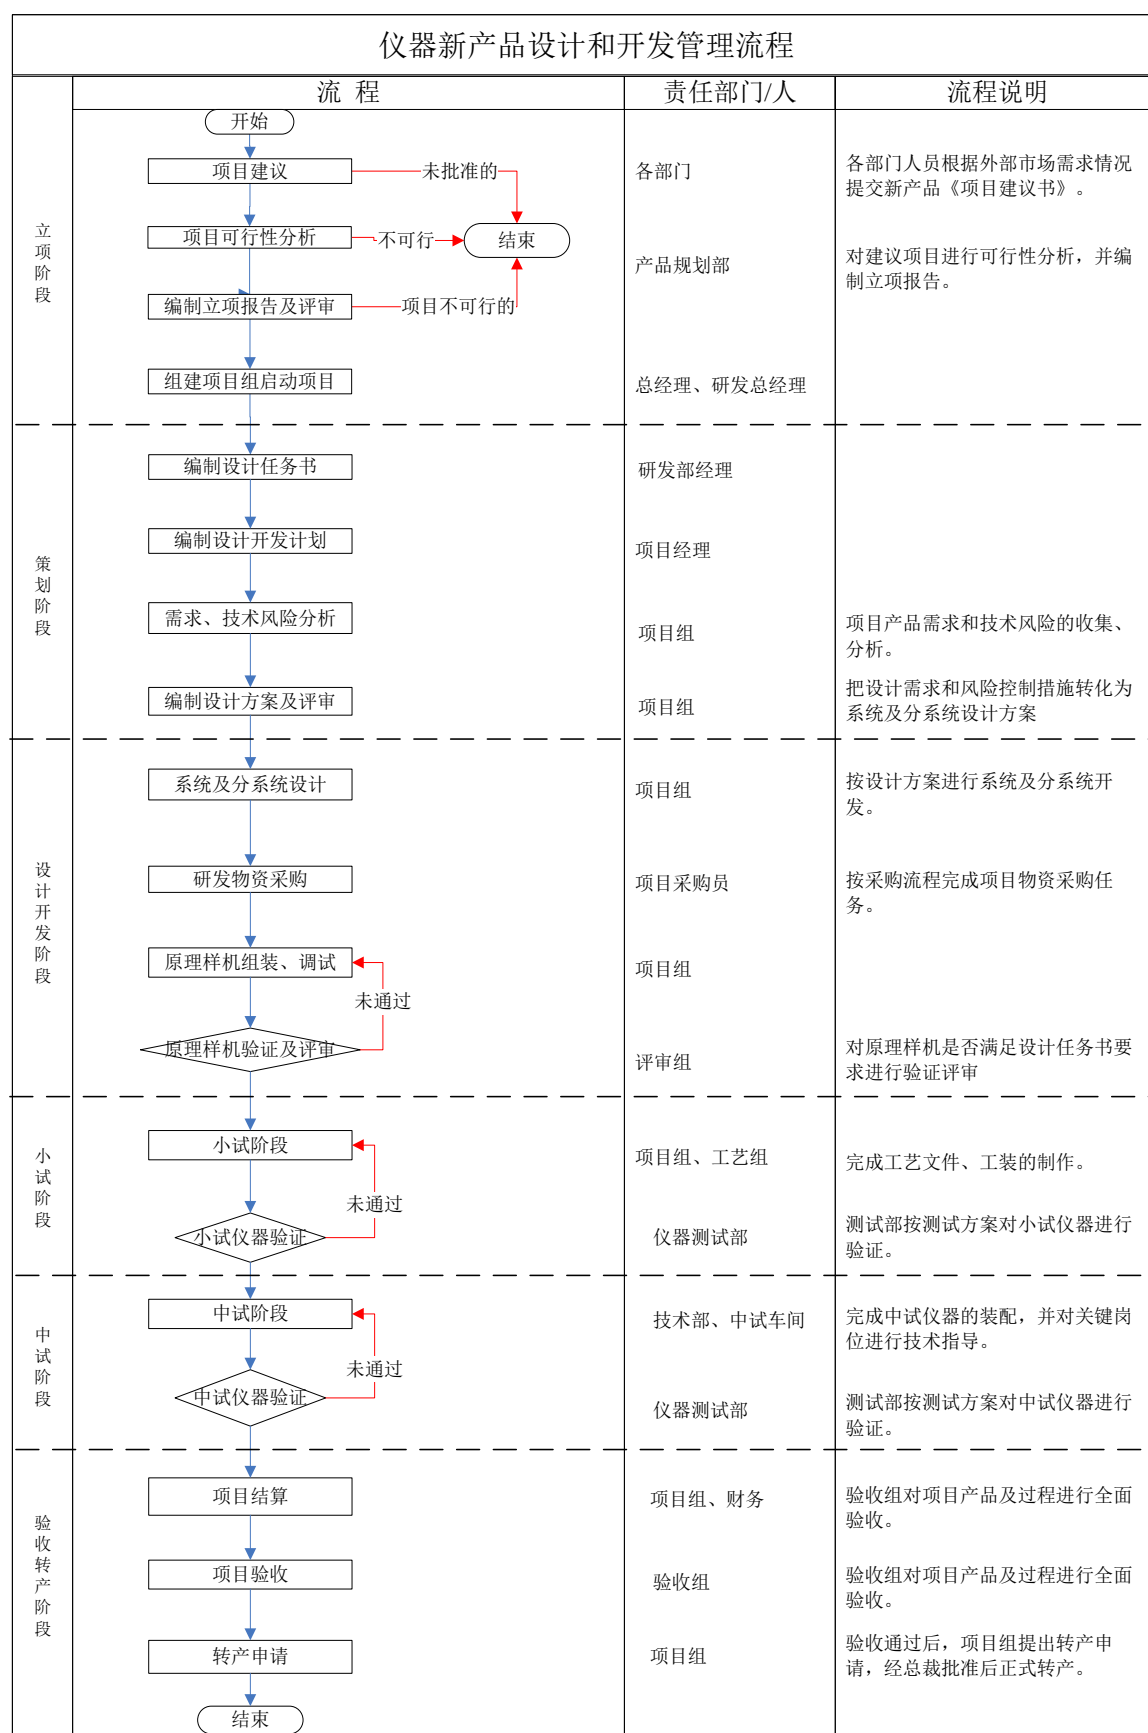 仪器新产品设计和开发管理流程
流 程
责任部门/人
流程说明
立项阶段
开始
项目建议
未批准的
各部门
各部门人员根据外部市场需求情况
提交新产品《项目建议书》。
项目可行性分析
不可行
结束
产品规划部
对建议项目进行可行性分析，并编
制立项报告。
编制立项报告及评审
项目不可行的
组建项目组启动项目
总经理、研发总经理
策划阶段
编制设计任务书
研发部经理
编制设计开发计划
项目经理
需求、技术风险分析
项目组
项目产品需求和技术风险的收集、
分析。
编制设计方案及评审
项目组
把设计需求和风险控制措施转化为
系统及分系统设计方案
设计开发阶段
系统及分系统设计
项目组
按设计方案进行系统及分系统开
发。
研发物资采购
项目采购员
按采购流程完成项目物资采购任
务。
原理样机组装、调试
项目组
未通过
原理样机验证及评审
评审组
对原理样机是否满足设计任务书要
求进行验证评审
小试阶段
小试阶段
项目组、工艺组
完成工艺文件、工装的制作。
未通过
小试仪器验证
仪器测试部
测试部按测试方案对小试仪器进行
验证。
中试阶段
中试阶段
技术部、中试车间
完成中试仪器的装配，并对关键岗
位进行技术指导。
未通过
中试仪器验证
仪器测试部
测试部按测试方案对中试仪器进行
验证。
验收转产阶段
项目结算
项目组、财务
验收组对项目产品及过程进行全面
验收。
项目验收
验收组
验收组对项目产品及过程进行全面
验收。
转产申请
项目组
验收通过后，项目组提出转产申
请，经总裁批准后正式转产。
结束